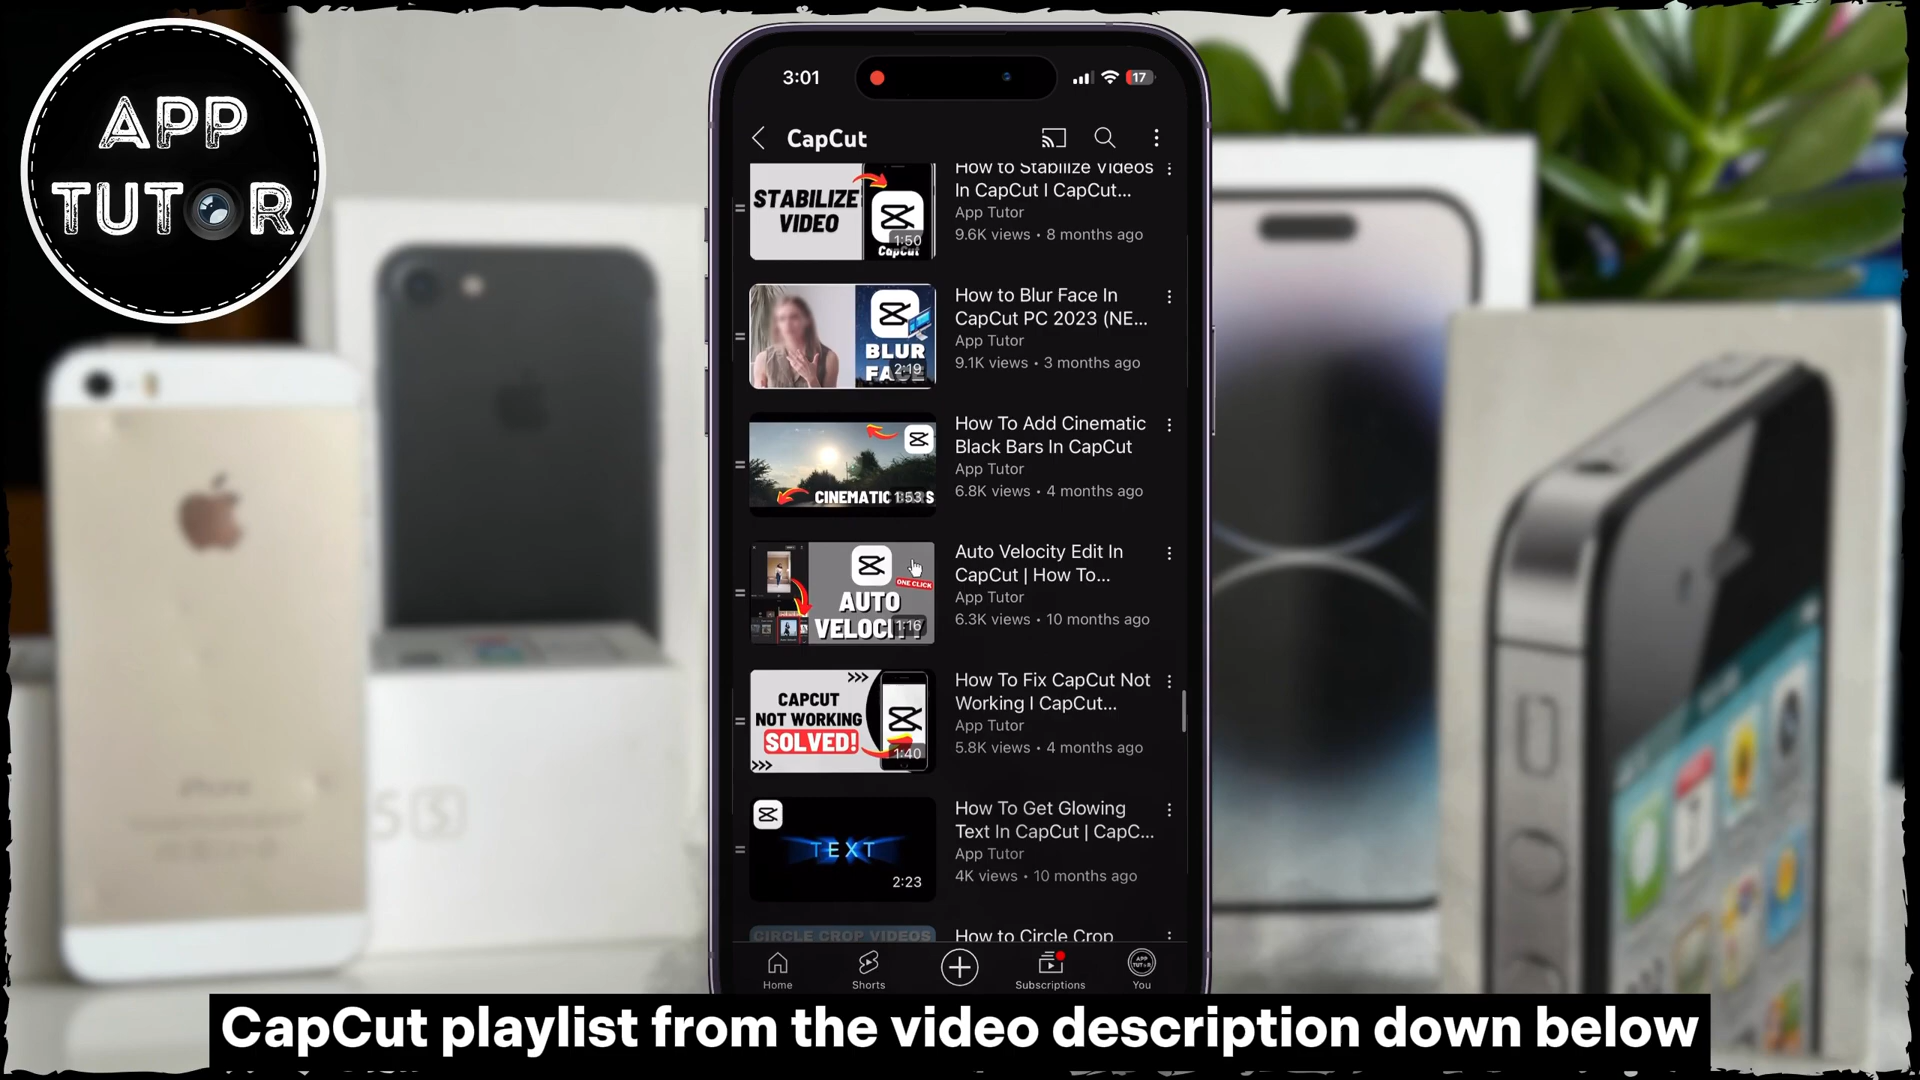 APP
TUTOR
3:01
17
CapCut
STABILIZE
VIDEO
1:50
CapCut
How to Stabilize Videos
In CapCut I CapCut...
App Tutor
9.6K views • 8 months ago
BLUR
2:19
How to Blur Face In
CapCut PC 2023 (NE...
App Tutor
9.1K views • 3 months ago
CINEMATIC
1:53
How To Add Cinematic
Black Bars In CapCut
App Tutor
6.8K views • 4 months ago
ONE CLICK
AUTO
VELOCITY
1:16
Auto Velocity Edit In
CapCut | How To...
App Tutor
6.3K views • 10 months ago
>>>
CAPCUT
NOT WORKING
SOLVED!
1:40
>>>
How To Fix CapCut Not
Working I CapCut...
App Tutor
5.8K views • 4 months ago
TEXT
2:23
How To Get Glowing
Text In CapCut | CapC...
App Tutor
4K views • 10 months ago
CIRCLE CROP VIDEOS
How to Circle Crop
Home
Shorts
Subscriptions
You
CapCut playlist from the video description down below